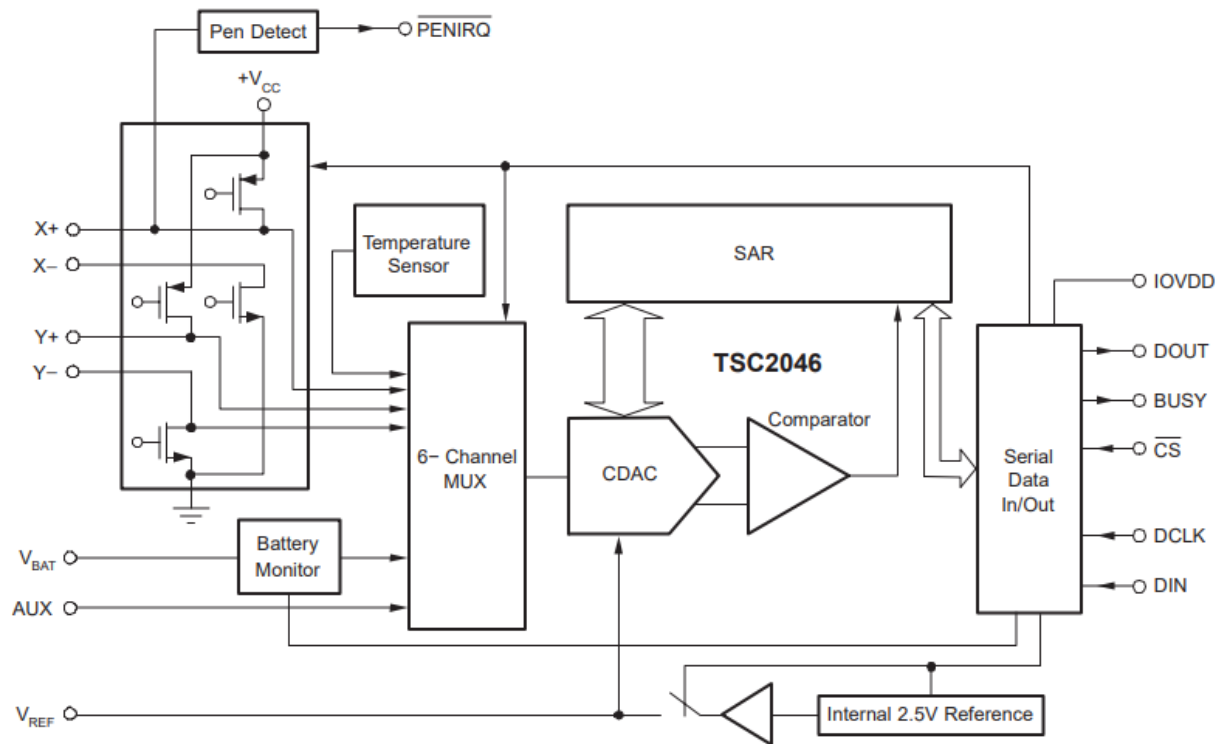 Pen Detect
PENIRQ
+VCC
X+
X−
Y+
Y−
Temperature
Sensor
SAR
IOVDD
TSC2046
DOUT
BUSY
Comparator
CS
6− Channel
MUX
CDAC
Serial
Data
In/Out
DCLK
DIN
VBAT
Battery
Monitor
AUX
VREF
Internal 2.5V Reference